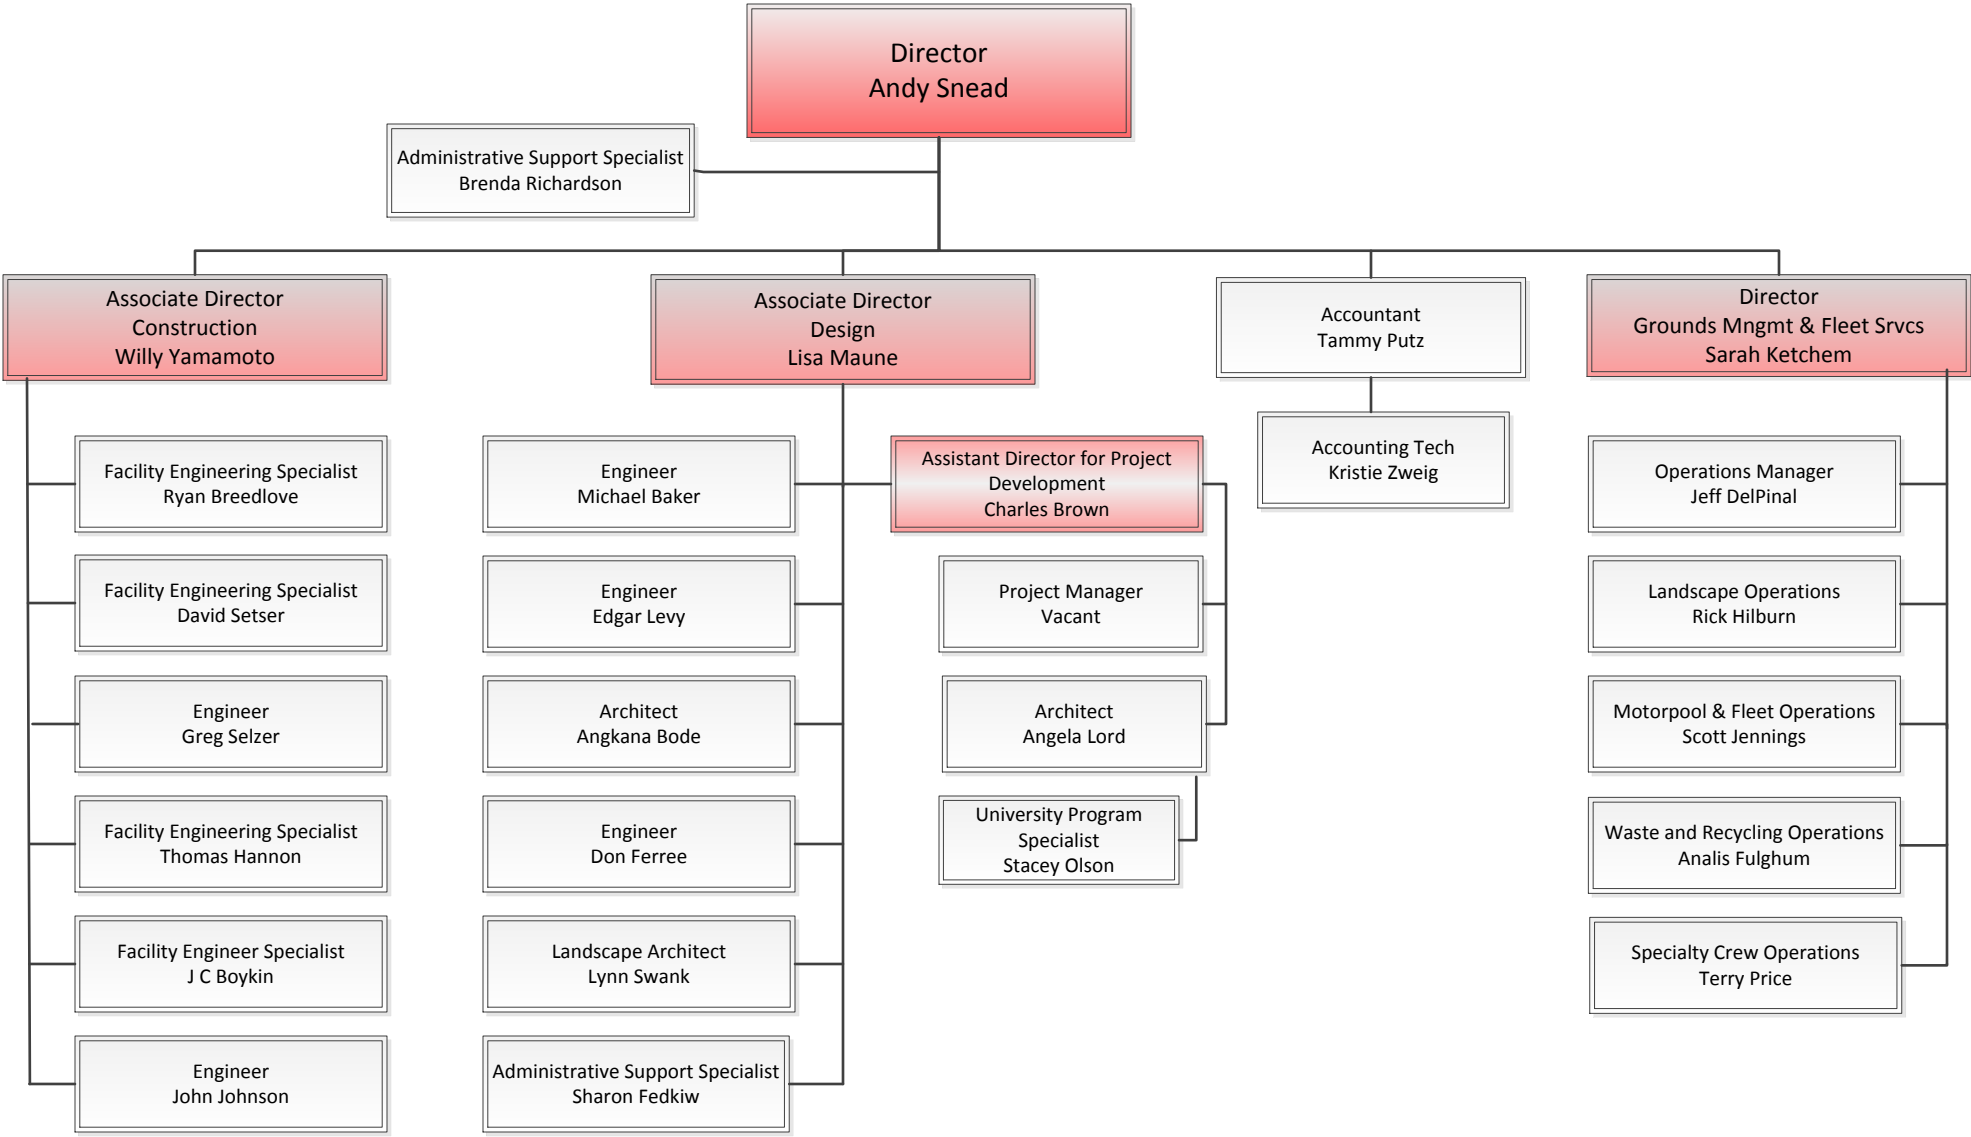 Director
Andy Snead
Administrative Support Specialist
Brenda Richardson
Associate Director
Construction
Willy Yamamoto
Associate Director
Design
Lisa Maune
Accountant
Tammy Putz
Director
Grounds Mngmt & Fleet Srvcs
Sarah Ketchem
Facility Engineering Specialist
Ryan Breedlove
Facility Engineering Specialist
David Setser
Engineer
Greg Selzer
Facility Engineering Specialist
Thomas Hannon
Facility Engineer Specialist
J C Boykin
Engineer
John Johnson
Engineer
Michael Baker
Engineer
Edgar Levy
Architect
Angkana Bode
Engineer
Don Ferree
Landscape Architect
Lynn Swank
Administrative Support Specialist
Sharon Fedkiw
Assistant Director for Project
Development
Charles Brown
Project Manager
Vacant
Architect
Angela Lord
University Program
Specialist
Stacey Olson
Accounting Tech
Kristie Zweig
Operations Manager
Jeff DelPinal
Landscape Operations
Rick Hilburn
Motorpool & Fleet Operations
Scott Jennings
Waste and Recycling Operations
Analis Fulghum
Specialty Crew Operations
Terry Price